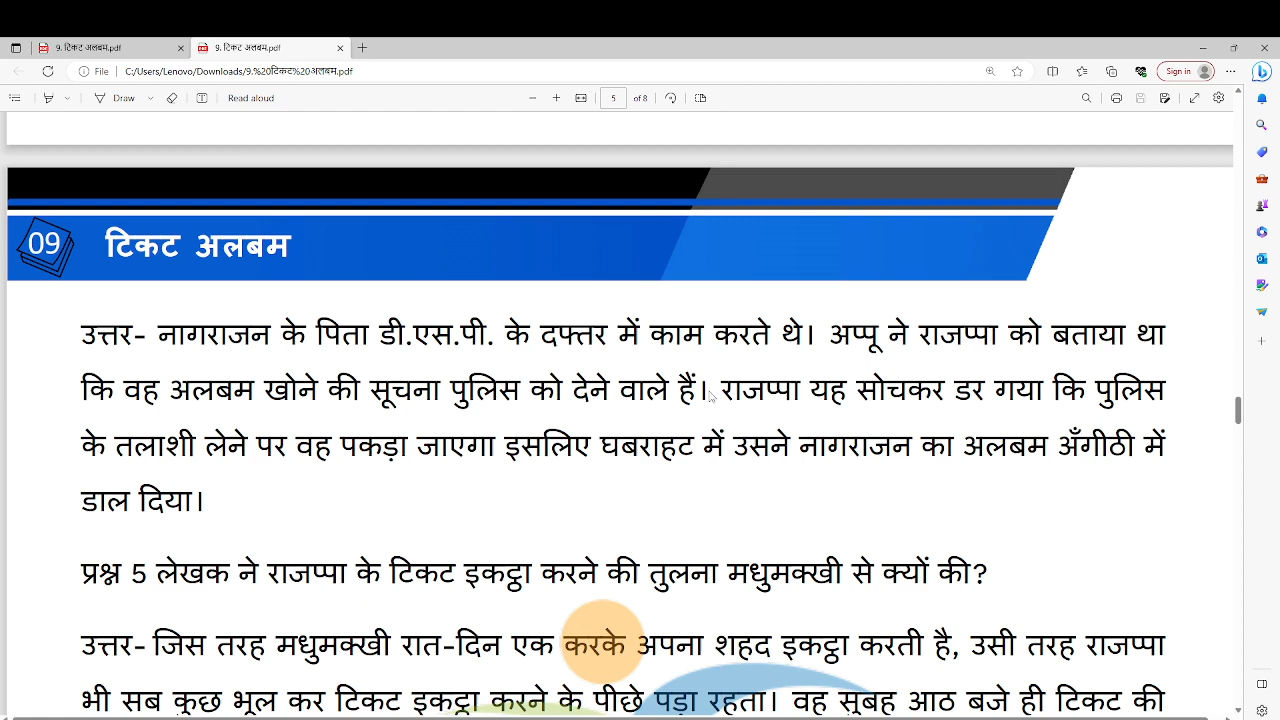 9. टिकट अलबम.pdf
9. टिकट अलबम.pdf
File C:/Users/Lenovo/Downloads/9.%20टिकट%20अलबम.pdf
Sign in
Draw Read aloud 5 of 8
09 टिकट अलबम
उत्तर- नागराजन के पिता डी.एस.पी. के दफ्तर में काम करते थे। अप्पू ने राजप्पा को बताया था
कि वह अलबम खोने की सूचना पुलिस को देने वाले हैं। राजप्पा यह सोचकर डर गया कि पुलिस
के तलाशी लेने पर वह पकड़ा जाएगा इसलिए घबराहट में उसने नागराजन का अलबम अँगीठी में
डाल दिया।
प्रश्न 5 लेखक ने राजप्पा के टिकट इकट्ठा करने की तुलना मधुमक्खी से क्यों की?
उत्तर- जिस तरह मधुमक्खी रात-दिन एक करके अपना शहद इकट्ठा करती है, उसी तरह राजप्पा
भी सब कुछ भूल कर टिकट इकट्ठा करने के पीछे पड़ा रहता। वह सुबह आठ बजे ही टिकट की